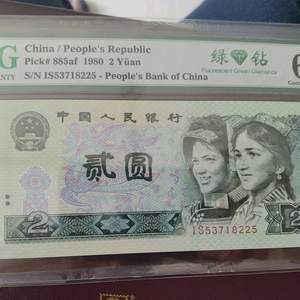 G China / People's Republic 绿 钻
NTY Pick# 885af 1980 2 Yüan Fluorescent Green Diamonds 6
S/N IS53718225 - People's Bank of China
中国人民银行
贰圆
2
IS53718225